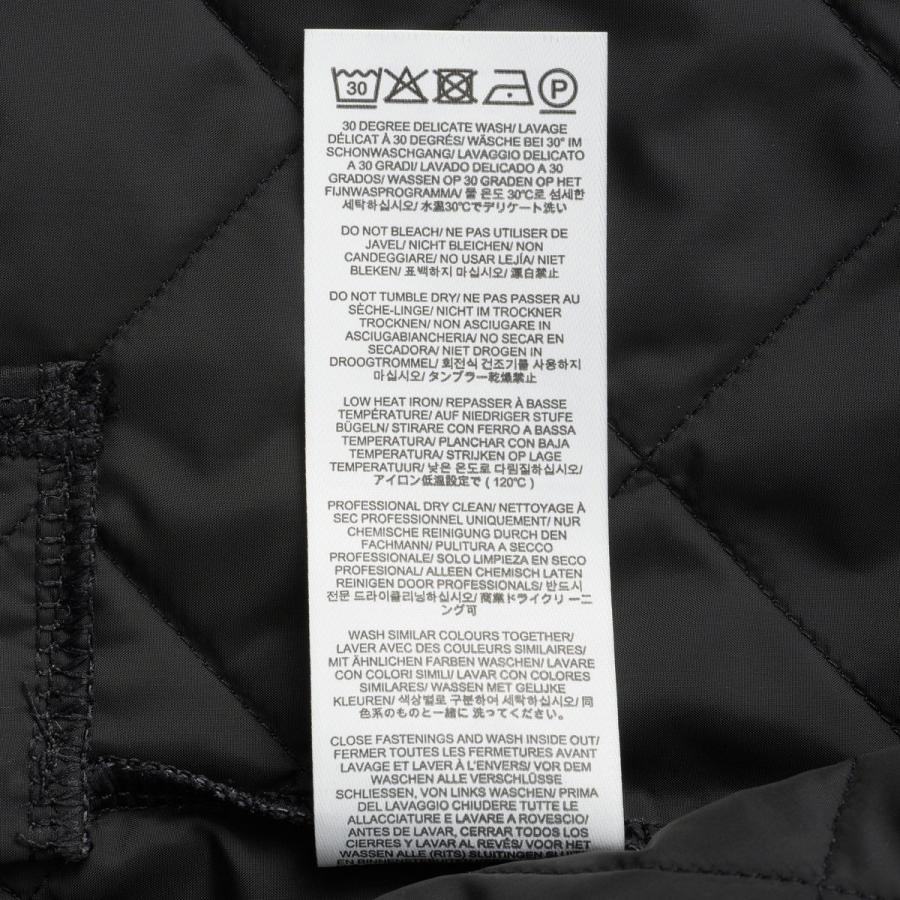 30 P
30 DEGREE DELICATE WASH/ LAVAGE
DÉLICAT À 30 DEGRÉS/ WÄSCHE BEI 30° IM
SCHONWASCHGANG/ LAVAGGIO DELICATO
A 30 GRADI/ LAVADO DELICADO A 30
GRADOS/ WASSEN OP 30 GRADEN OP HET
FIJNWASPROGRAMMA/ 물 온도 30℃로 섬세한
세탁하십시오/ 水温30℃でデリケート洗い
DO NOT BLEACH/ NE PAS UTILISER DE
JAVEL/ NICHT BLEICHEN/ NON
CANDEGGIARE/ NO USAR LEJÍA/ NIET
BLEKEN/ 표백하지 마십시오/ 漂白禁止
DO NOT TUMBLE DRY/ NE PAS PASSER AU
SÈCHE-LINGE/ NICHT IM TROCKNER
TROCKNEN/ NON ASCIUGARE IN
ASCIUGABIANCHERIA/ NO SECAR EN
SECADORA/ NIET DROGEN IN
DROOGTROMMEL/ 회전식 건조기를 사용하지
마십시오/ タンブラー乾燥禁止
LOW HEAT IRON/ REPASSER À BASSE
TEMPÉRATURE/ AUF NIEDRIGER STUFE
BÜGELN/ STIRARE CON FERRO A BASSA
TEMPERATURA/ PLANCHAR CON BAJA
TEMPERATURA/ STRIJKEN OP LAGE
TEMPERATUUR/ 낮은 온도로 다림질하십시오/
アイロン低温設定で ( 120℃ )
PROFESSIONAL DRY CLEAN/ NETTOYAGE À
SEC PROFESSIONNEL UNIQUEMENT/ NUR
CHEMISCHE REINIGUNG DURCH DEN
FACHMANN/ PULITURA A SECCO
PROFESSIONALE/ SOLO LIMPIEZA EN SECO
PROFESIONAL/ ALLEEN CHEMISCH LATEN
REINIGEN DOOR PROFESSIONALS/ 반드시
전문 드라이클리닝하십시오/ 商業ドライクリ ーニ
ング可
WASH SIMILAR COLOURS TOGETHER/
LAVER AVEC DES COULEURS SIMILAIRES/
MIT ÄHNLICHEN FARBEN WASCHEN/ LAVARE
CON COLORI SIMILI/ LAVAR CON COLORES
SIMILARES/ WASSEN MET GELIJKE
KLEUREN/ 색상별로 구분하여 세탁하십시오/ 同
色系のものと一緒に 洗ってください。
CLOSE FASTENINGS AND WASH INSIDE OUT/
FERMER TOUTES LES FERMETURES AVANT
LAVAGE ET LAVER À L'ENVERS/ VOR DEM
WASCHEN ALLE VERSCHLÜSSE
SCHLIESSEN, VON LINKS WASCHEN/ PRIMA
DEL LAVAGGIO CHIUDERE TUTTE LE
ALLACCIATURE E LAVARE A ROVESCIO/
ANTES DE LAVAR, CERRAR TODOS LOS
CIERRES Y LAVAR AL REVÉS/ VOOR HET
WASSEN ALLE (RITS) SLUITINGEN SLUITEN